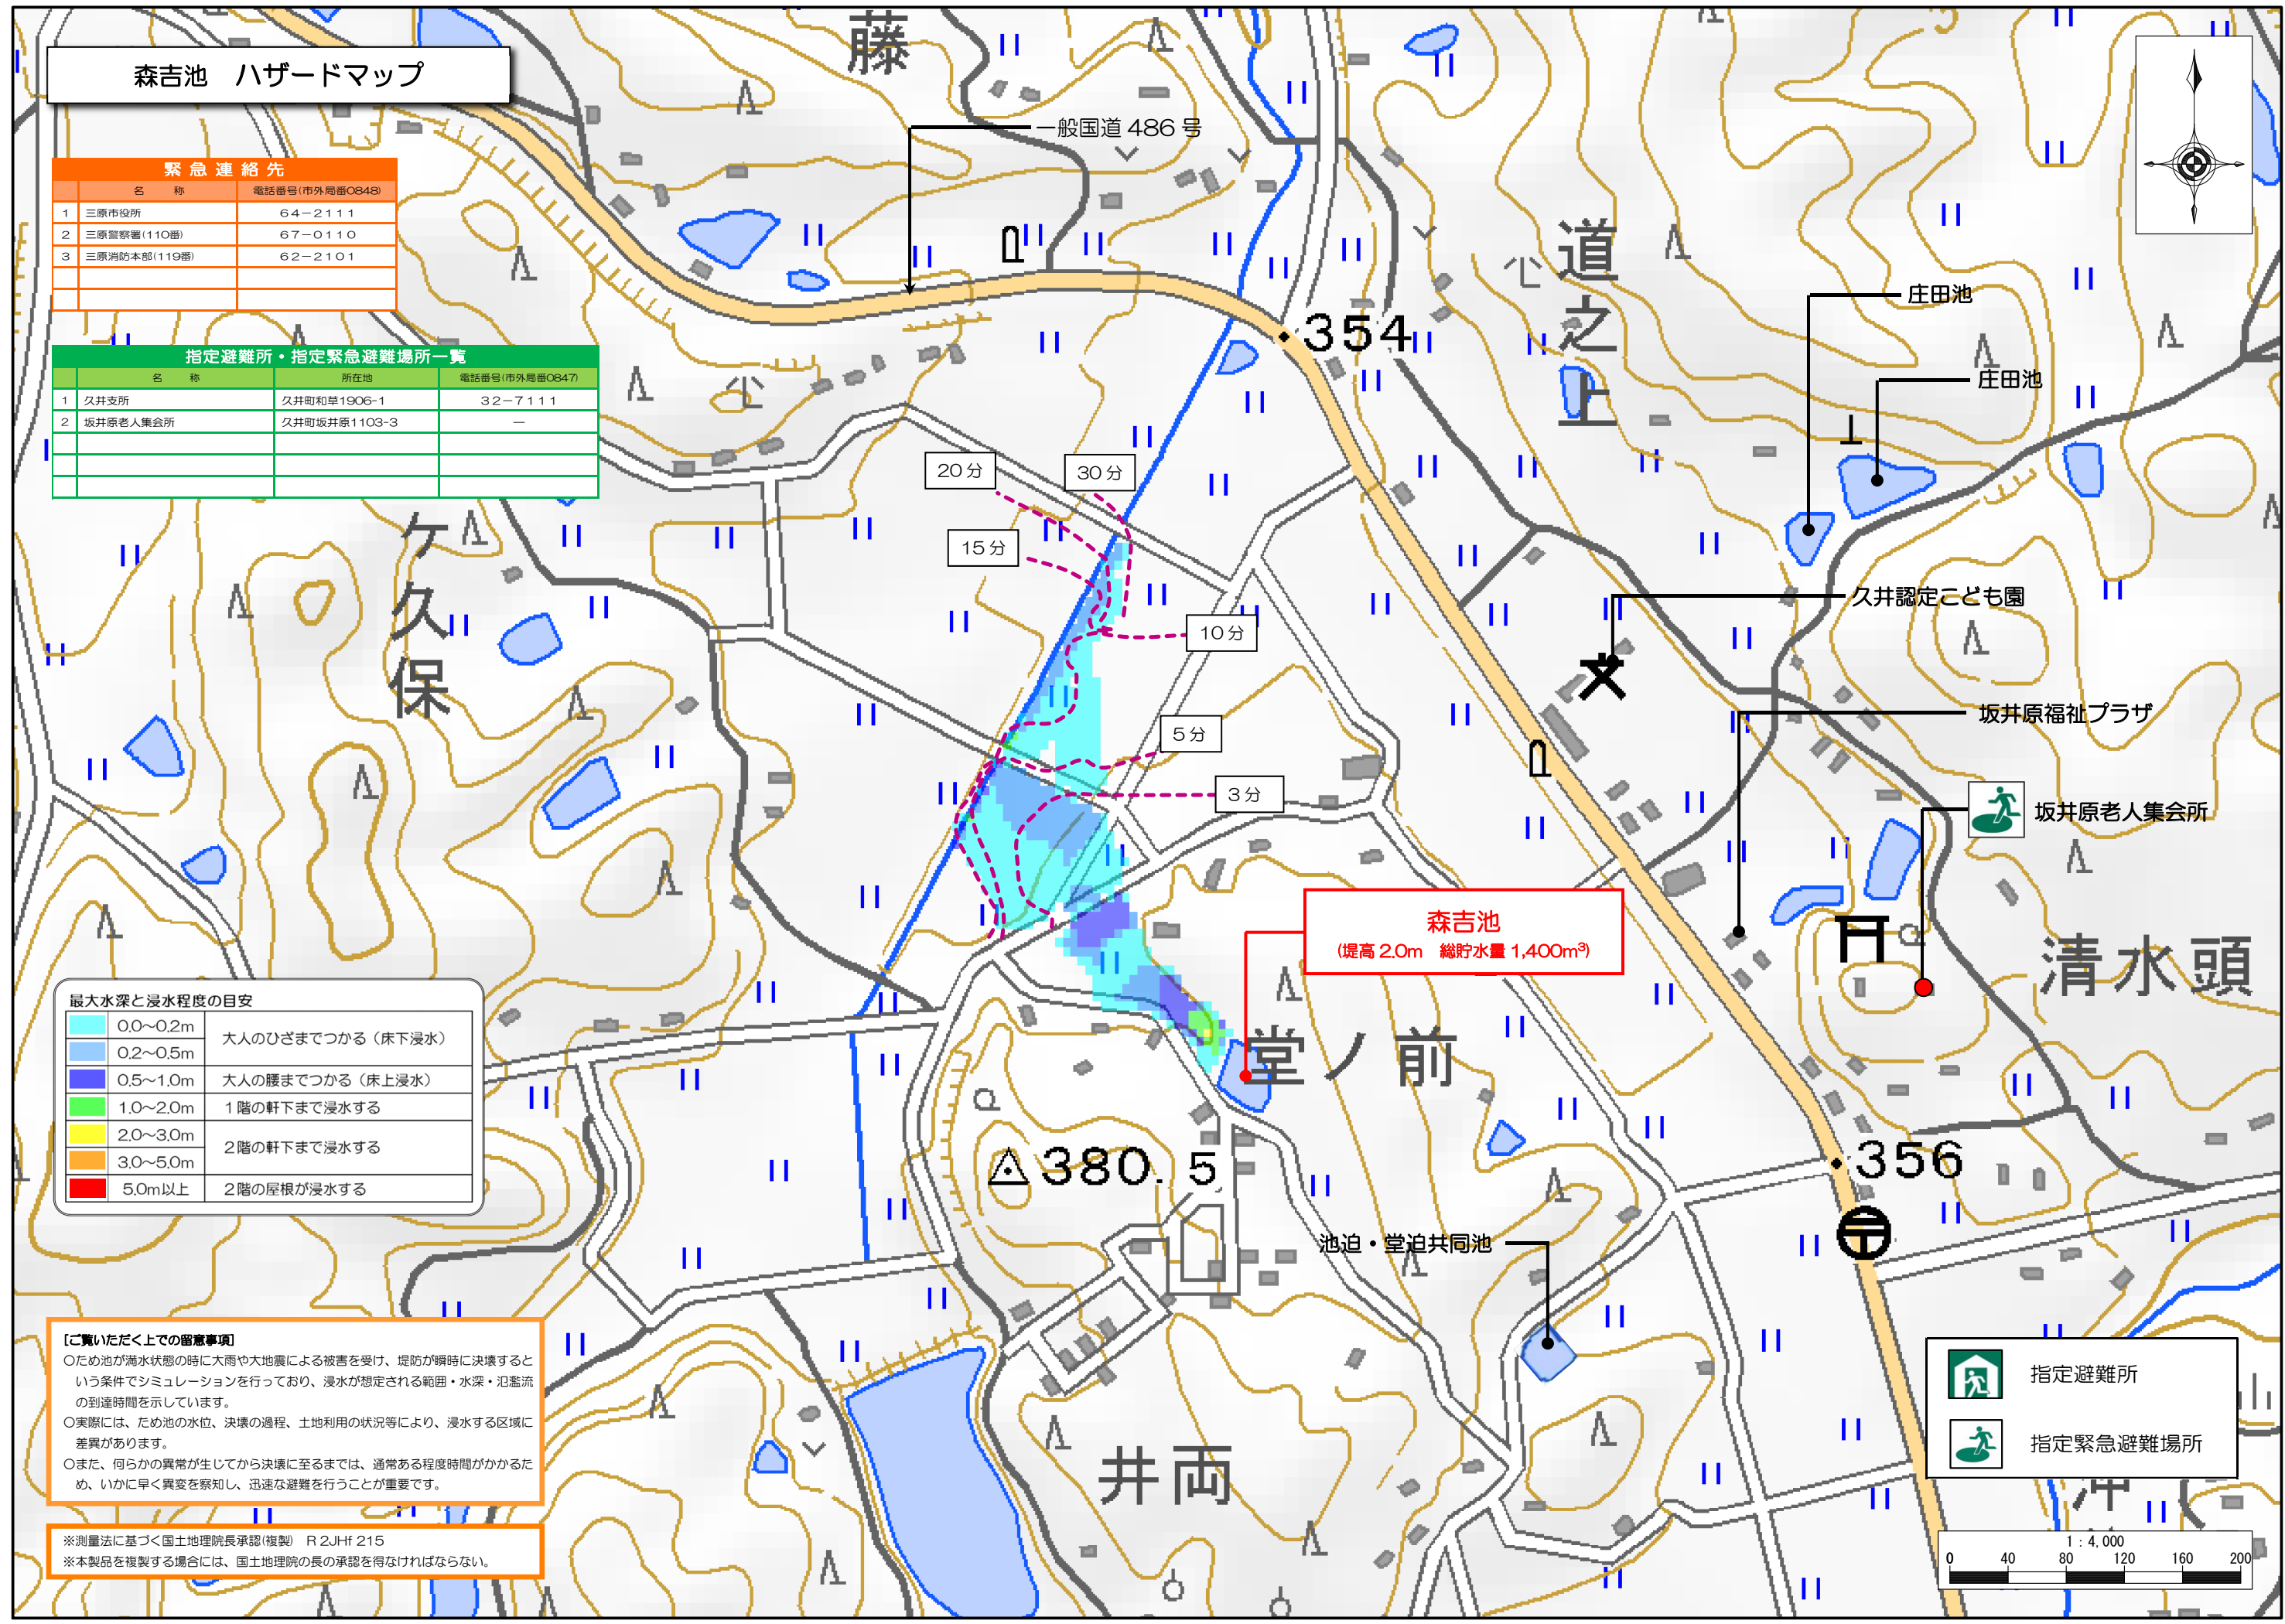 森吉池　ハザードマップ
緊急連絡先
名　称　電話番号(市外局番0848)
1　三原市役所　64-2111
2　三原警察署(110番)　67-0110
3　三原消防本部(119番)　62-2101
指定避難所・指定緊急避難場所一覧
名　称　所在地　電話番号(市外局番0847)
1　久井支所　久井町和草1906-1　32-7111
2　坂井原老人集会所　久井町坂井原1103-3　―
藤
一般国道 486 号
道之上
354
庄田池
庄田池
20 分
30 分
15 分
10 分
5 分
3 分
ケ久保
久井認定こども園
文
坂井原福祉プラザ
坂井原老人集会所
森吉池
(堤高 2.0m　総貯水量 1,400m³)
清水頭
堂ノ前
380.5
356
池迫・堂迫共同池
井両
沖
最大水深と浸水程度の目安
0.0～0.2m
大人のひざまでつかる（床下浸水）
0.2～0.5m
0.5～1.0m　大人の腰までつかる（床上浸水）
1.0～2.0m　1階の軒下まで浸水する
2.0～3.0m
2階の軒下まで浸水する
3.0～5.0m
5.0m以上　2階の屋根が浸水する
[ご覧いただく上での留意事項]
○ため池が満水状態の時に大雨や大地震による被害を受け、堤防が瞬時に決壊すると
いう条件でシミュレーションを行っており、浸水が想定される範囲・水深・氾濫流
の到達時間を示しています。
○実際には、ため池の水位、決壊の過程、土地利用の状況等により、浸水する区域に
差異があります。
○また、何らかの異常が生じてから決壊に至るまでは、通常ある程度時間がかかるた
め、いかに早く異変を察知し、迅速な避難を行うことが重要です。
※測量法に基づく国土地理院長承認(複製)　R 2JHf 215
※本製品を複製する場合には、国土地理院の長の承認を得なければならない。
指定避難所
指定緊急避難場所
1 : 4,000
0　40　80　120　160　200